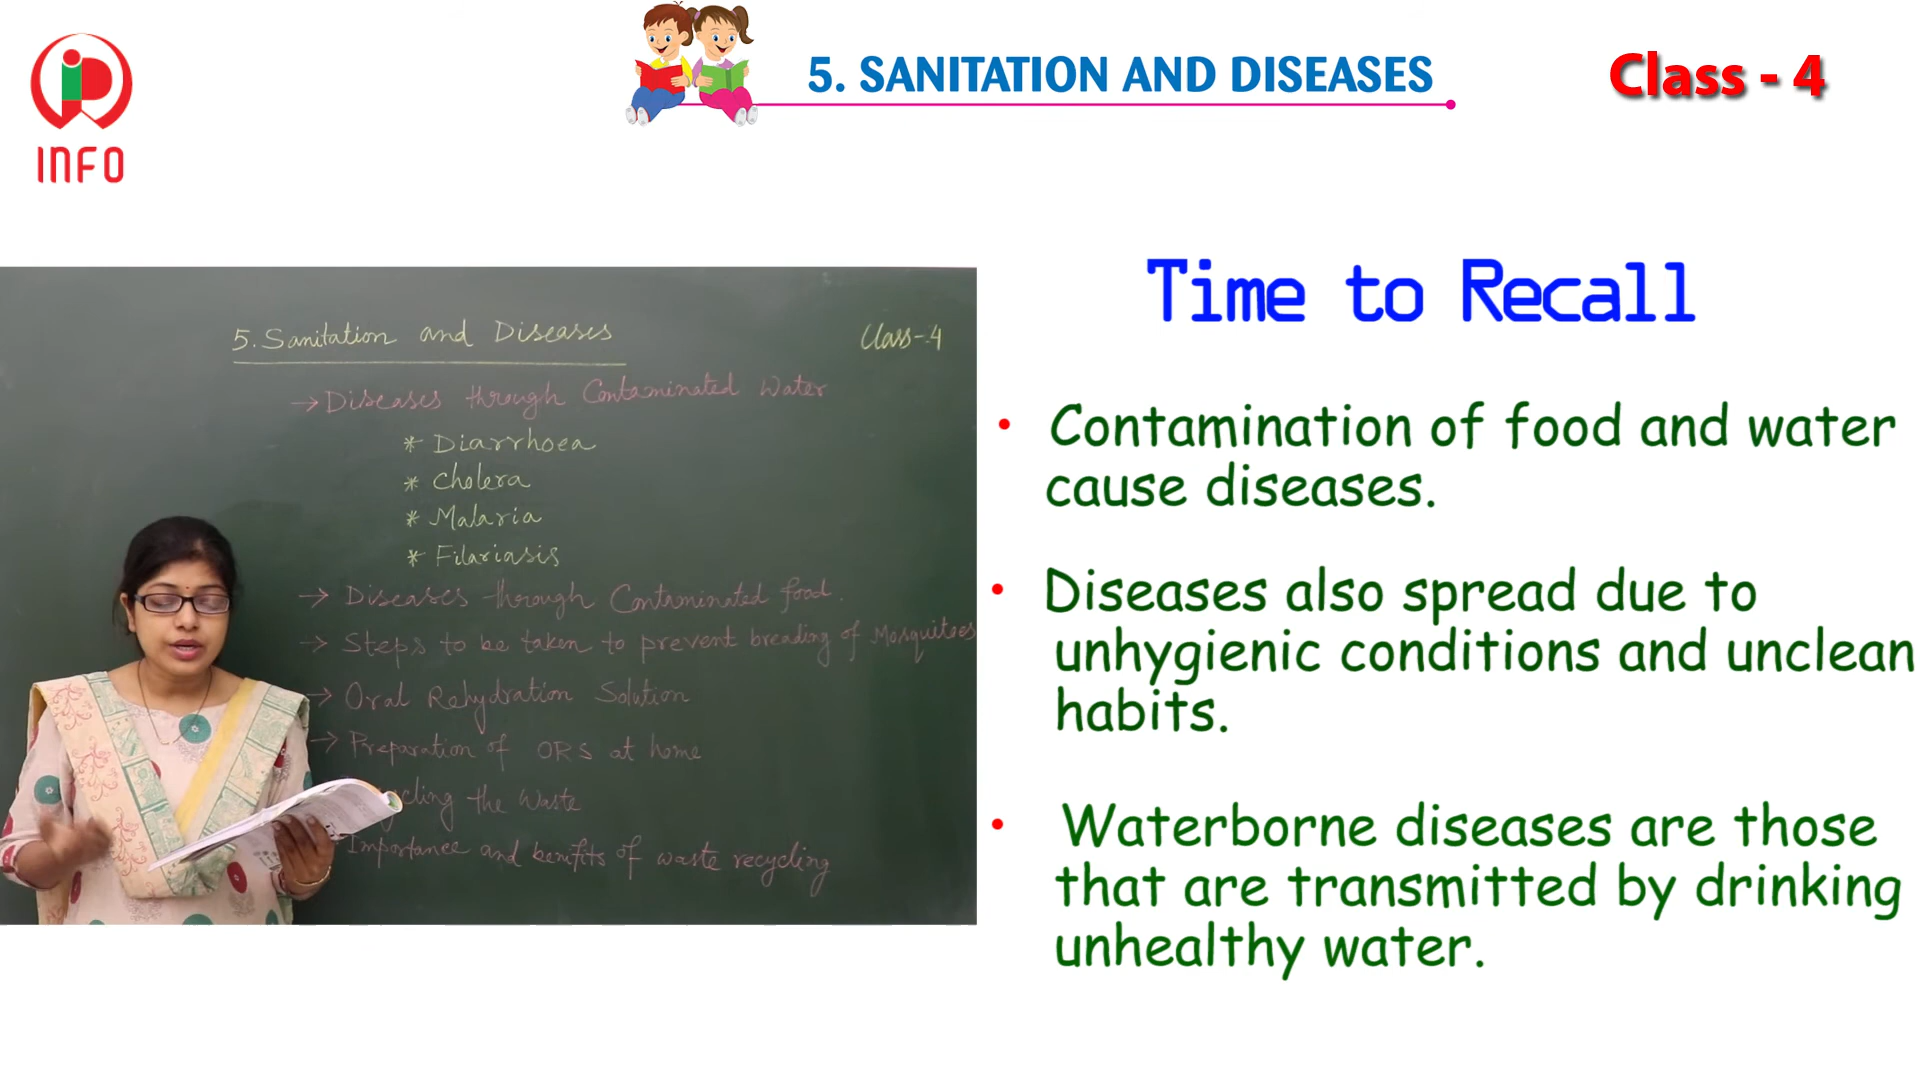 INFO
5. SANITATION AND DISEASES
Class - 4
5. Sanitation and Diseases
Class-4
→ Diseases through Contaminated Water
* Diarrhoea
* Cholera
* Malaria
* Filariasis
→ Diseases through Contaminated food.
→ Steps to be taken to prevent breading of Mosquitoes
→ Oral Rehydration Solution
→ Preparation of ORS at home
the Waste
Importance and benifits of waste recycling
Time to Recall
• Contamination of food and water
cause diseases.
• Diseases also spread due to
unhygienic conditions and unclean
habits.
• Waterborne diseases are those
that are transmitted by drinking
unhealthy water.